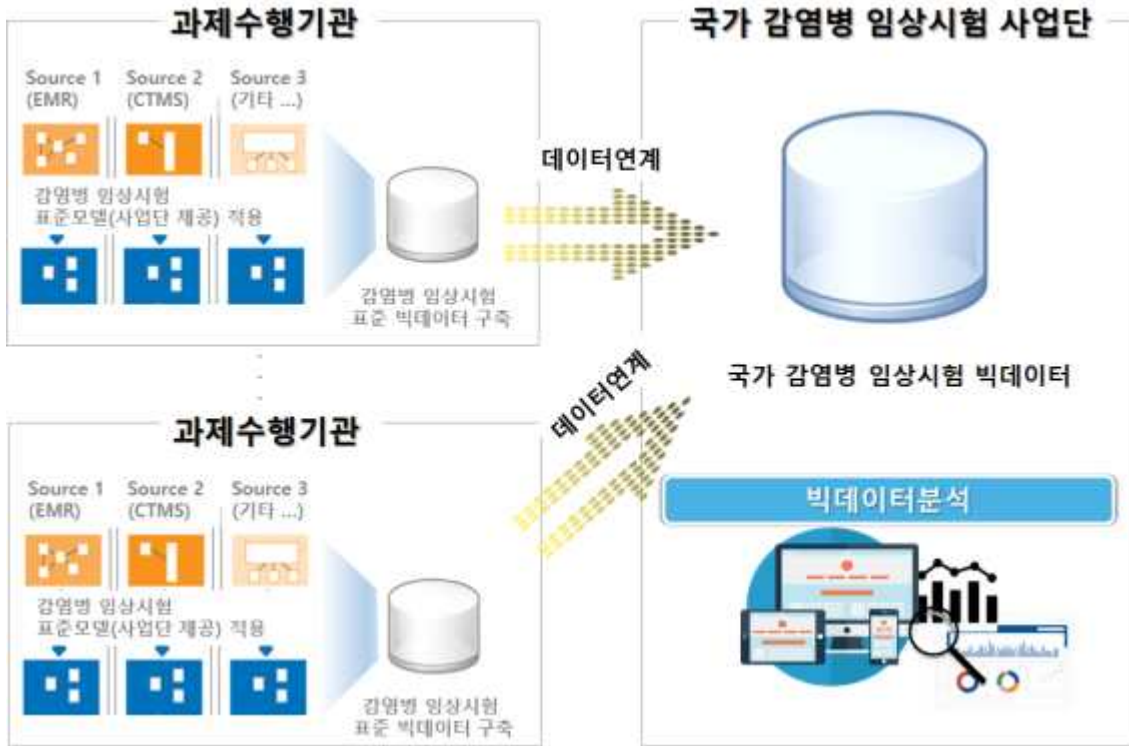 과제수행기관
Source 1
(EMR)
Source 2
(CTMS)
Source 3
(기타 ...)
감염병 임상시험
표준모델(사업단 제공) 적용
감염병 임상시험
표준 빅데이터 구축
데이터연계
국가 감염병 임상시험 사업단
국가 감염병 임상시험 빅데이터
과제수행기관
Source 1
(EMR)
Source 2
(CTMS)
Source 3
(기타 ...)
감염병 임상시험
표준모델(사업단 제공) 적용
감염병 임상시험
표준 빅데이터 구축
데이터연계
빅데이터분석